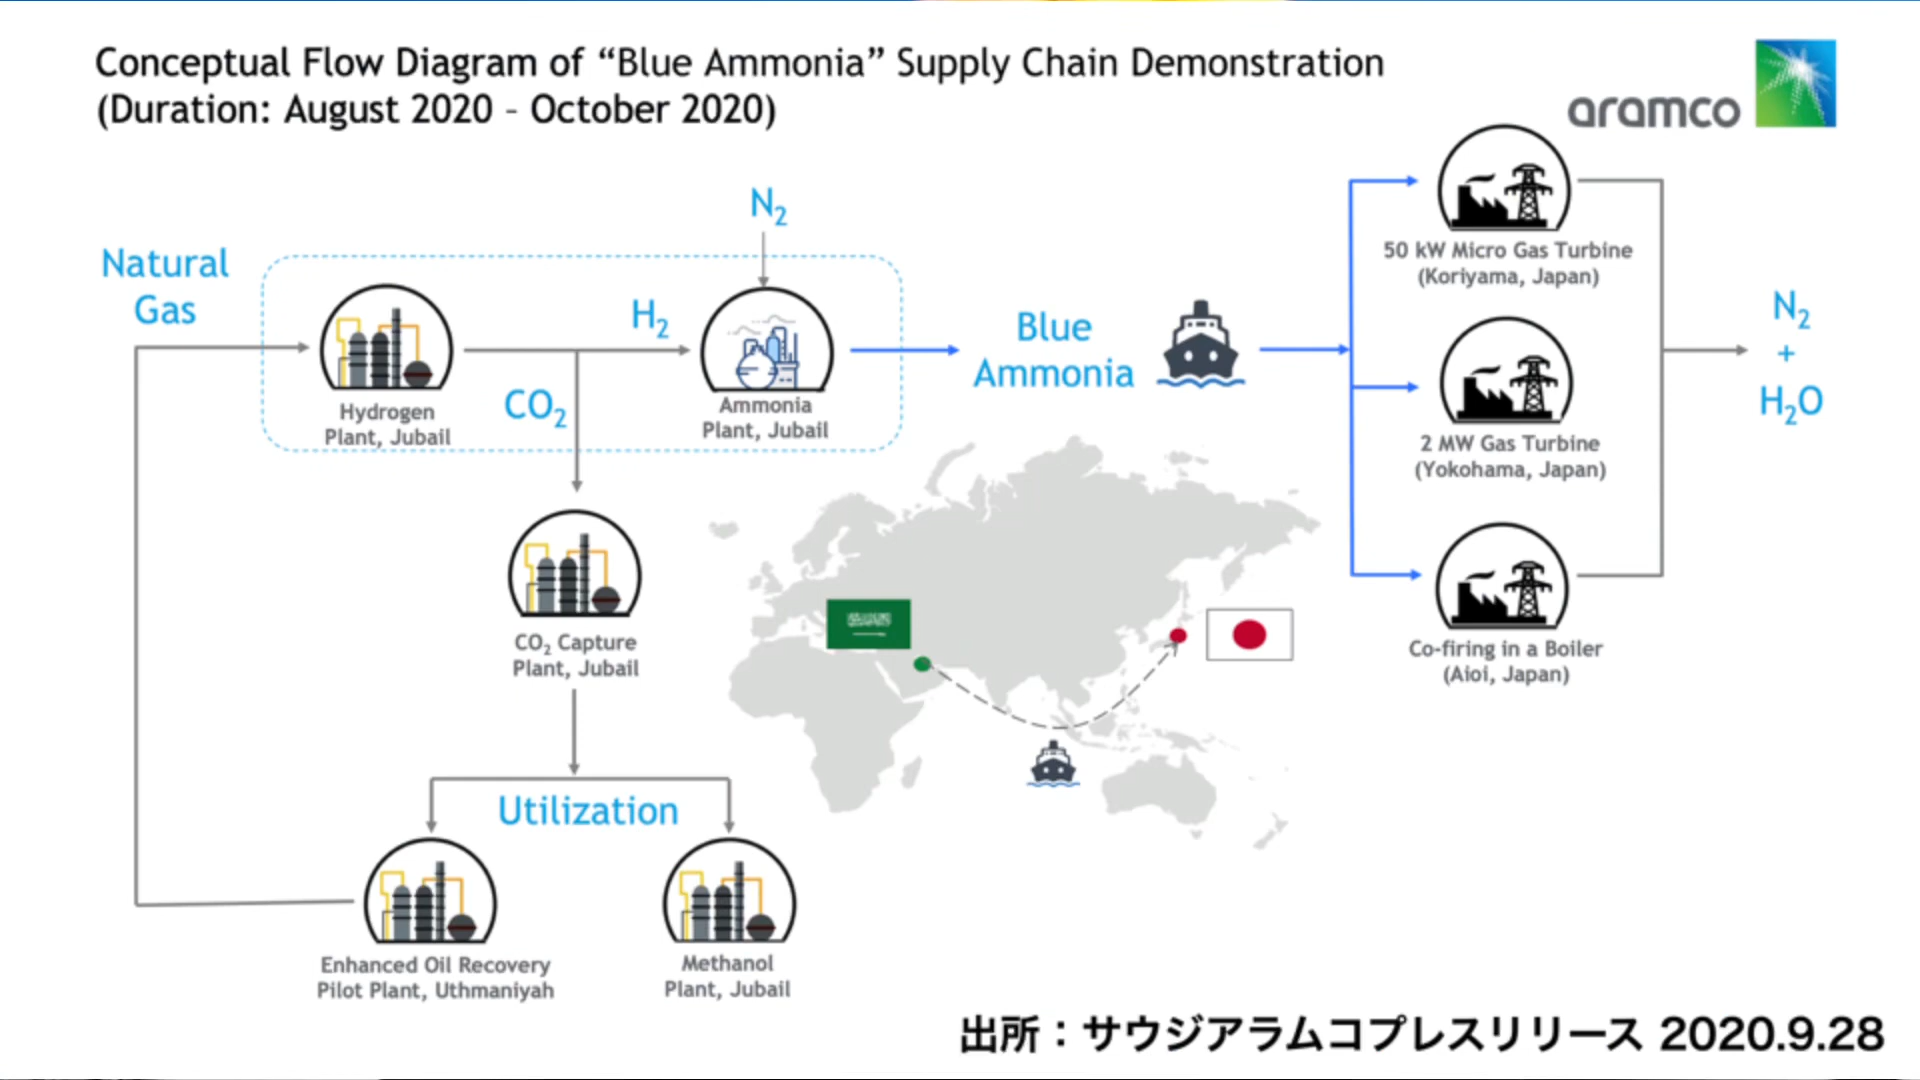 Conceptual Flow Diagram of “Blue Ammonia” Supply Chain Demonstration
(Duration: August 2020 – October 2020)
aramco
N₂
Natural
Gas
H₂
CO₂
Hydrogen
Plant, Jubail
Ammonia
Plant, Jubail
Blue
Ammonia
50 kW Micro Gas Turbine
(Koriyama, Japan)
2 MW Gas Turbine
(Yokohama, Japan)
Co-firing in a Boiler
(Aioi, Japan)
N₂
+
H₂O
CO₂ Capture
Plant, Jubail
Utilization
Enhanced Oil Recovery
Pilot Plant, Uthmaniyah
Methanol
Plant, Jubail
出所：サウジアラムコプレスリリース 2020.9.28